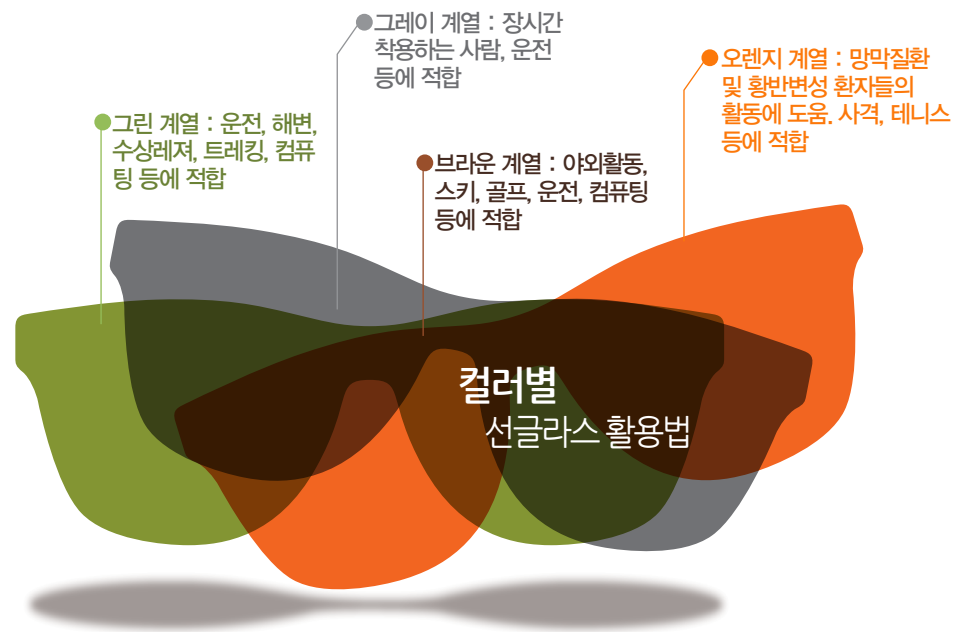 그레이 계열 : 장시간
착용하는 사람, 운전
등에 적합
오렌지 계열 : 망막질환
및 황반변성 환자들의
활동에 도움. 사격, 테니스
등에 적합
그린 계열 : 운전, 해변,
수상레져, 트레킹, 컴퓨
팅 등에 적합
브라운 계열 : 야외활동,
스키, 골프, 운전, 컴퓨팅
등에 적합
컬러별
선글라스 활용법